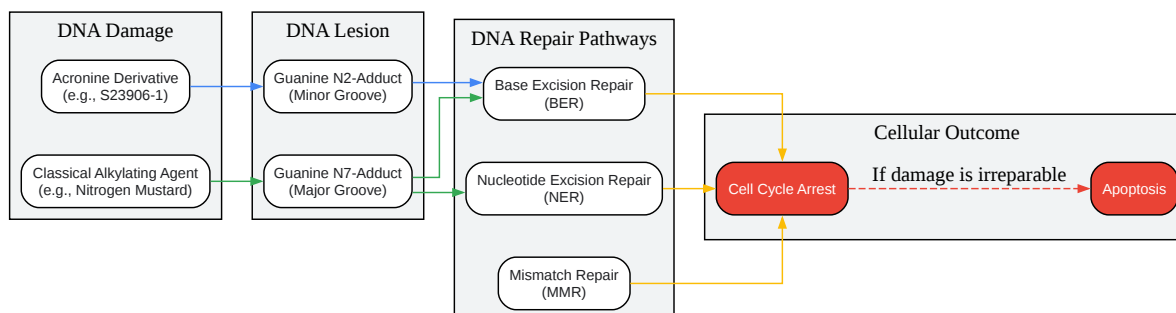 DNA Damage
Acronine Derivative
(e.g., S23906-1)
Classical Alkylating Agent
(e.g., Nitrogen Mustard)
DNA Lesion
Guanine N2-Adduct
(Minor Groove)
Guanine N7-Adduct
(Major Groove)
DNA Repair Pathways
Base Excision Repair
(BER)
Nucleotide Excision Repair
(NER)
Mismatch Repair
(MMR)
Cellular Outcome
Cell Cycle Arrest
If damage is irreparable
Apoptosis